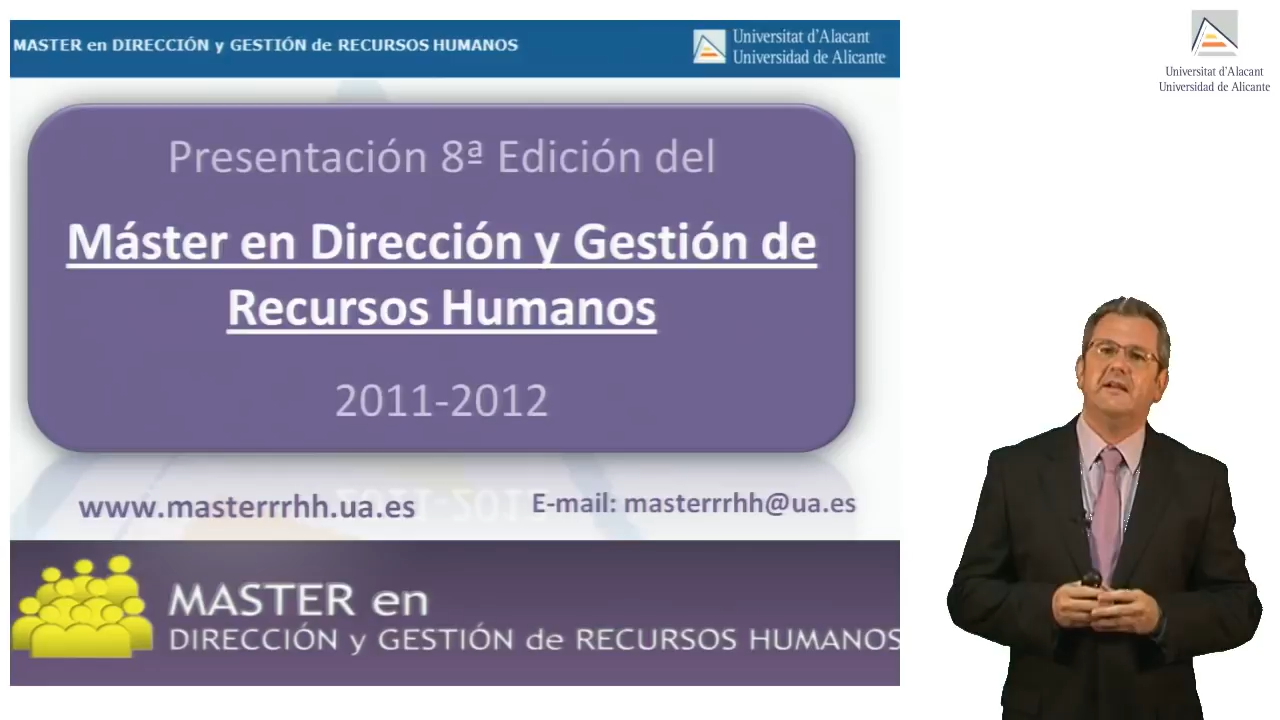 MASTER en DIRECCIÓN y GESTIÓN de RECURSOS HUMANOS
Universitat d'Alacant
Universidad de Alicante
Universitat d'Alacant
Universidad de Alicante
Presentación 8ª Edición del
Máster en Dirección y Gestión de
Recursos Humanos
2011-2012
www.masterrrhh.ua.es
E-mail: masterrrhh@ua.es
MASTER en
DIRECCIÓN y GESTIÓN de RECURSOS HUMANOS